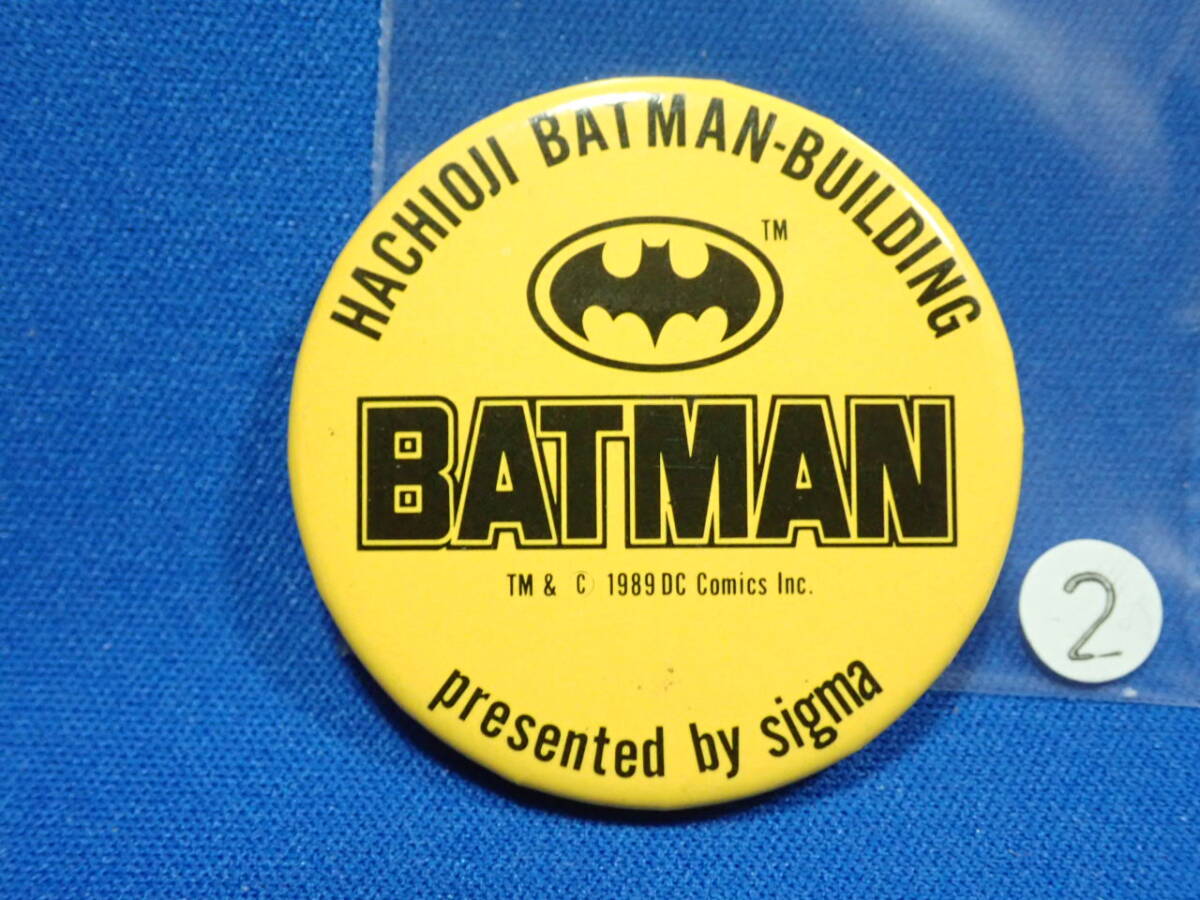 HACHIOJI BATMAN-BUILDING
TM
BATMAN
TM & © 1989 DC Comics Inc.
presented by sigma
2